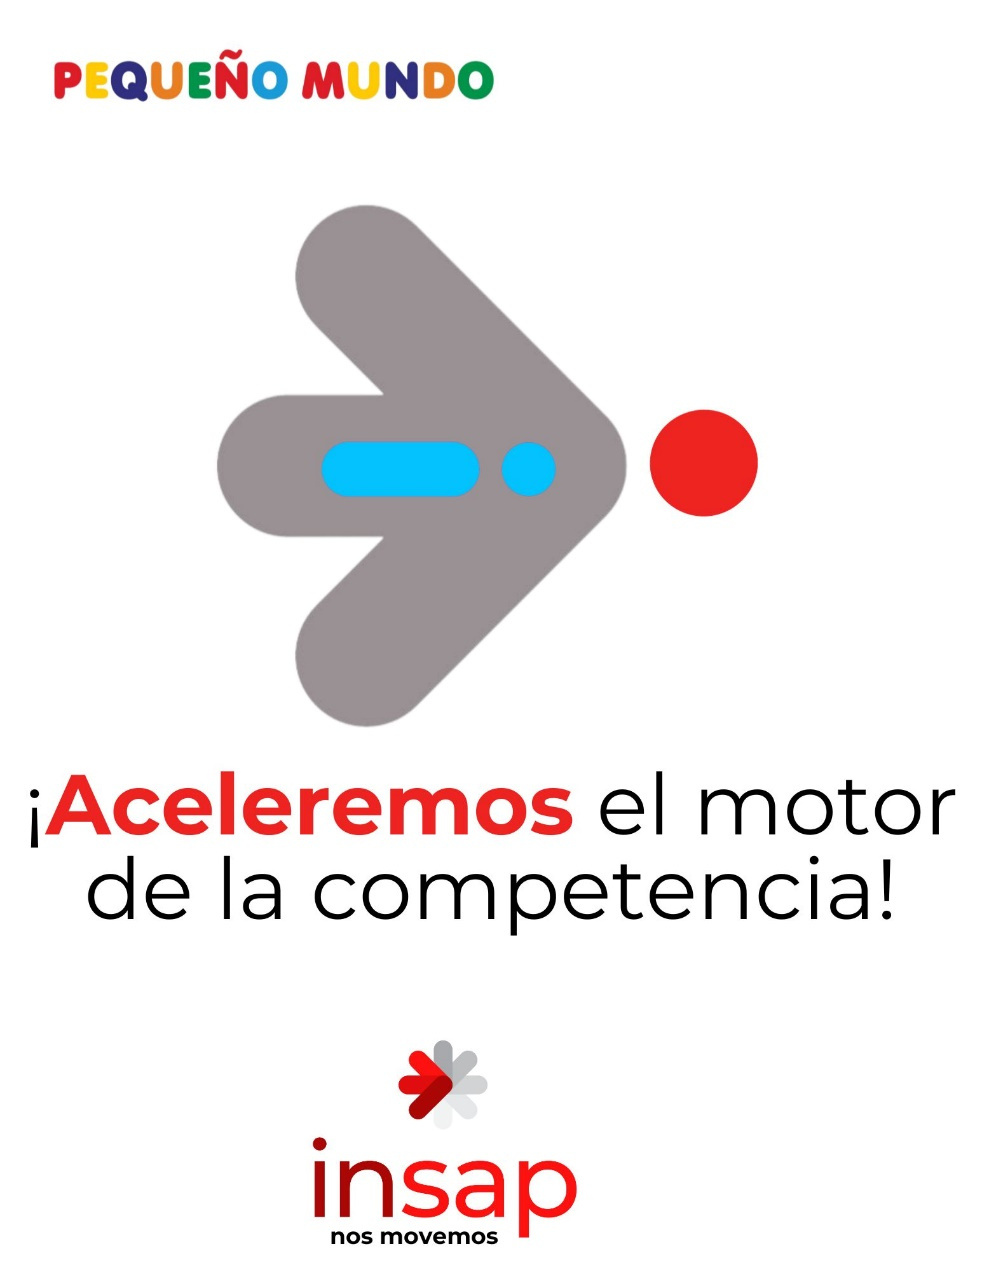 PEQUEÑO MUNDO
¡Aceleremos el motor
de la competencia!
insap
nos movemos